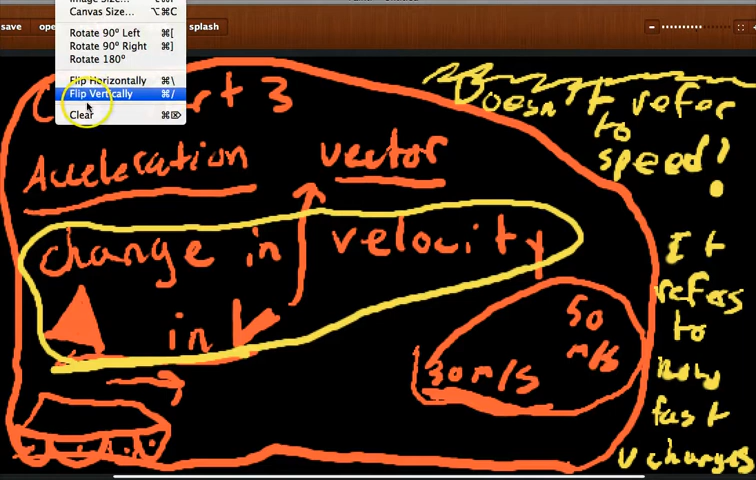 Image Size...
Canvas Size... ⌥⌘C
Rotate 90° Left ⌘[
Rotate 90° Right ⌘]
Rotate 180°
Flip Horizontally ⌘\
Flip Vertically ⌘/
Clear ⌘⌦
save
splash
3
Acceleration vector
change in velocity
in
30 m/s
50
m/s
Doesn't refer
to
speed!
It
refers
to
how
fast
v changes